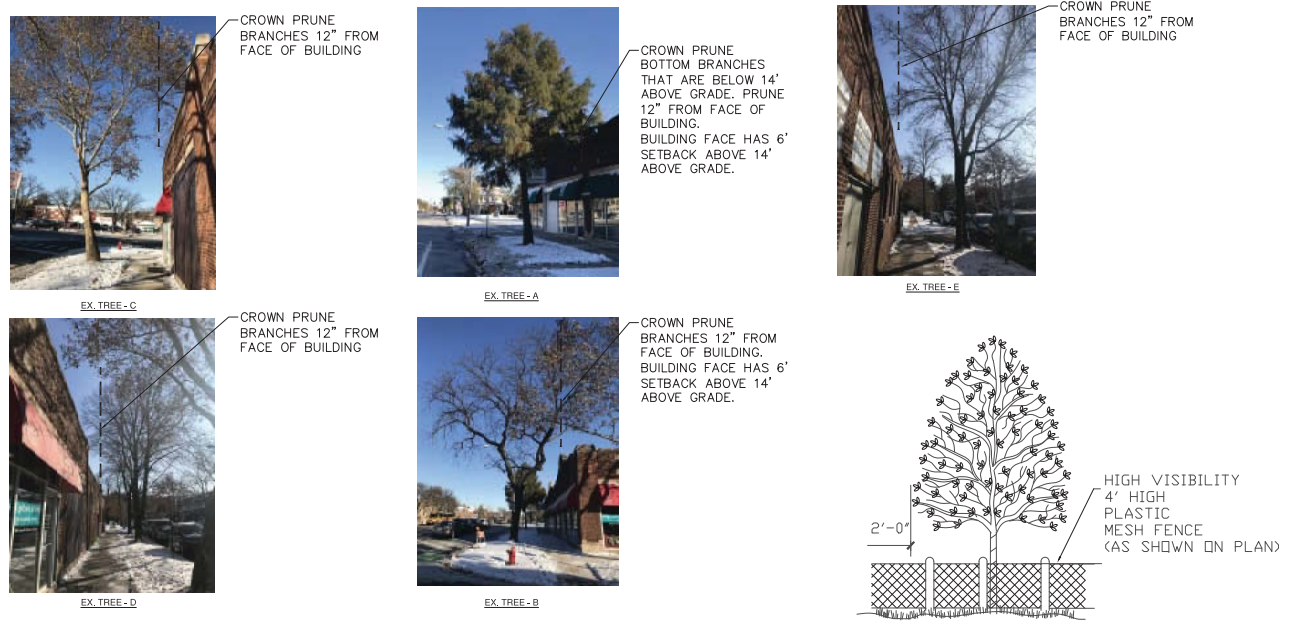 CROWN PRUNE
BRANCHES 12" FROM
FACE OF BUILDING
EX. TREE - C
CROWN PRUNE
BOTTOM BRANCHES
THAT ARE BELOW 14'
ABOVE GRADE. PRUNE
12" FROM FACE OF
BUILDING.
BUILDING FACE HAS 6'
SETBACK ABOVE 14'
ABOVE GRADE.
EX. TREE - A
CROWN PRUNE
BRANCHES 12" FROM
FACE OF BUILDING
EX. TREE - E
CROWN PRUNE
BRANCHES 12" FROM
FACE OF BUILDING
EX. TREE - D
CROWN PRUNE
BRANCHES 12" FROM
FACE OF BUILDING.
BUILDING FACE HAS 6'
SETBACK ABOVE 14'
ABOVE GRADE.
EX. TREE - B
2'-0"
HIGH VISIBILITY
4' HIGH
PLASTIC
MESH FENCE
(AS SHOWN ON PLAN)